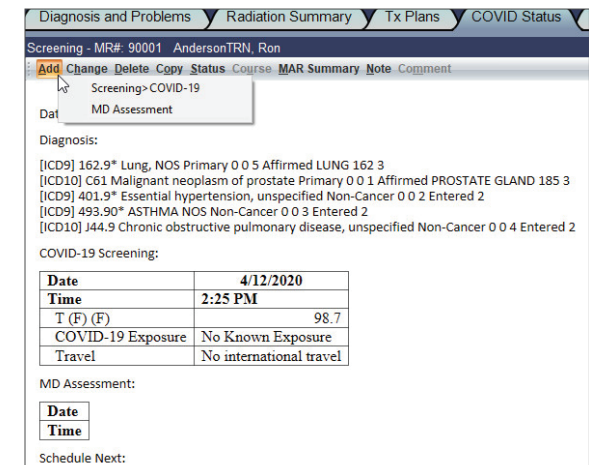 Diagnosis and Problems Radiation Summary Tx Plans COVID Status
Screening - MR#: 90001 AndersonTRN, Ron
Add Change Delete Copy Status Course MAR Summary Note Comment
Screening>COVID-19
MD Assessment
Dat
Diagnosis:
[ICD9] 162.9* Lung, NOS Primary 0 0 5 Affirmed LUNG 162 3
[ICD10] C61 Malignant neoplasm of prostate Primary 0 0 1 Affirmed PROSTATE GLAND 185 3
[ICD9] 401.9* Essential hypertension, unspecified Non-Cancer 0 0 2 Entered 2
[ICD9] 493.90* ASTHMA NOS Non-Cancer 0 0 3 Entered 2
[ICD10] J44.9 Chronic obstructive pulmonary disease, unspecified Non-Cancer 0 0 4 Entered 2
COVID-19 Screening:
Date 4/12/2020
Time 2:25 PM
T (F) (F) 98.7
COVID-19 Exposure No Known Exposure
Travel No international travel
MD Assessment:
Date
Time
Schedule Next: